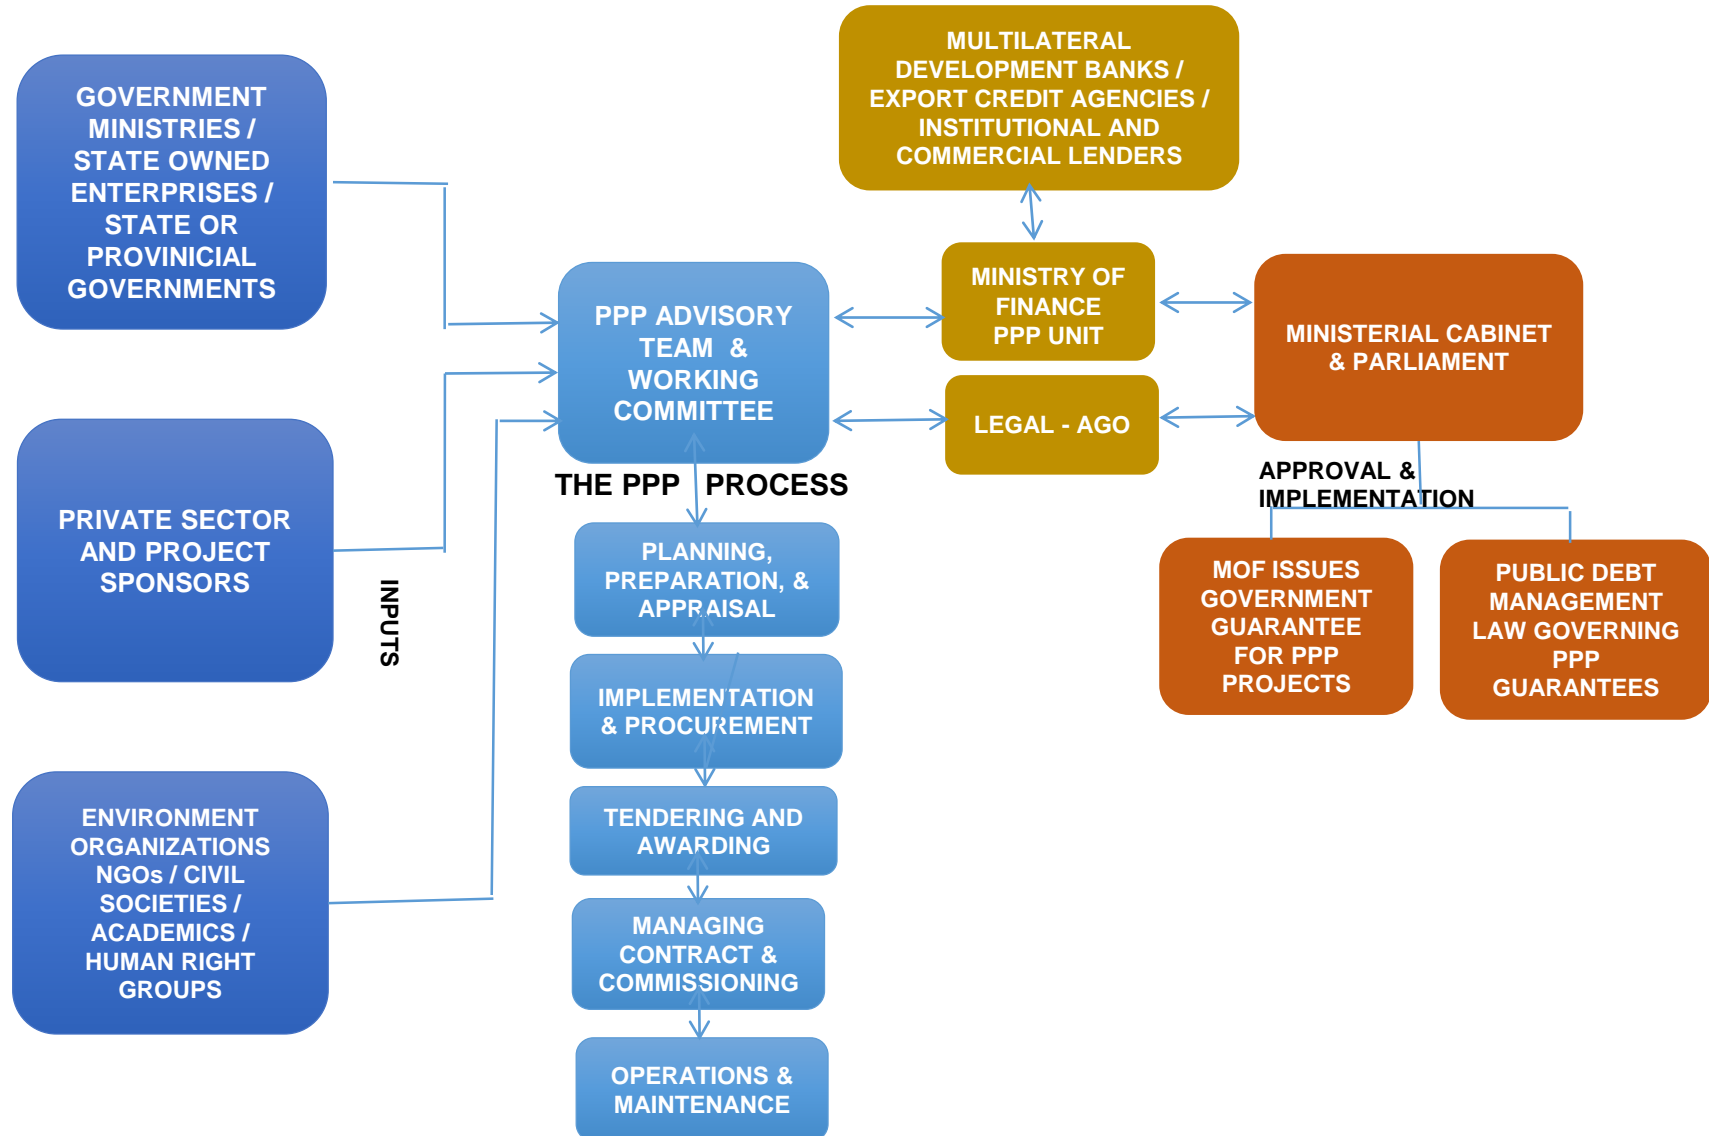 GOVERNMENT
MINISTRIES /
STATE OWNED
ENTERPRISES /
STATE OR
PROVINICIAL
GOVERNMENTS
PRIVATE SECTOR
AND PROJECT
SPONSORS
ENVIRONMENT
ORGANIZATIONS
NGOs / CIVIL
SOCIETIES /
ACADEMICS /
HUMAN RIGHT
GROUPS
INPUTS
PPP ADVISORY
TEAM &
WORKING
COMMITTEE
THE PPP PROCESS
PLANNING,
PREPARATION, &
APPRAISAL
IMPLEMENTATION
& PROCUREMENT
TENDERING AND
AWARDING
MANAGING
CONTRACT &
COMMISSIONING
OPERATIONS &
MAINTENANCE
MULTILATERAL
DEVELOPMENT BANKS /
EXPORT CREDIT AGENCIES /
INSTITUTIONAL AND
COMMERCIAL LENDERS
MINISTRY OF
FINANCE
PPP UNIT
LEGAL - AGO
MINISTERIAL CABINET
& PARLIAMENT
APPROVAL &
IMPLEMENTATION
MOF ISSUES
GOVERNMENT
GUARANTEE
FOR PPP
PROJECTS
PUBLIC DEBT
MANAGEMENT
LAW GOVERNING
PPP
GUARANTEES